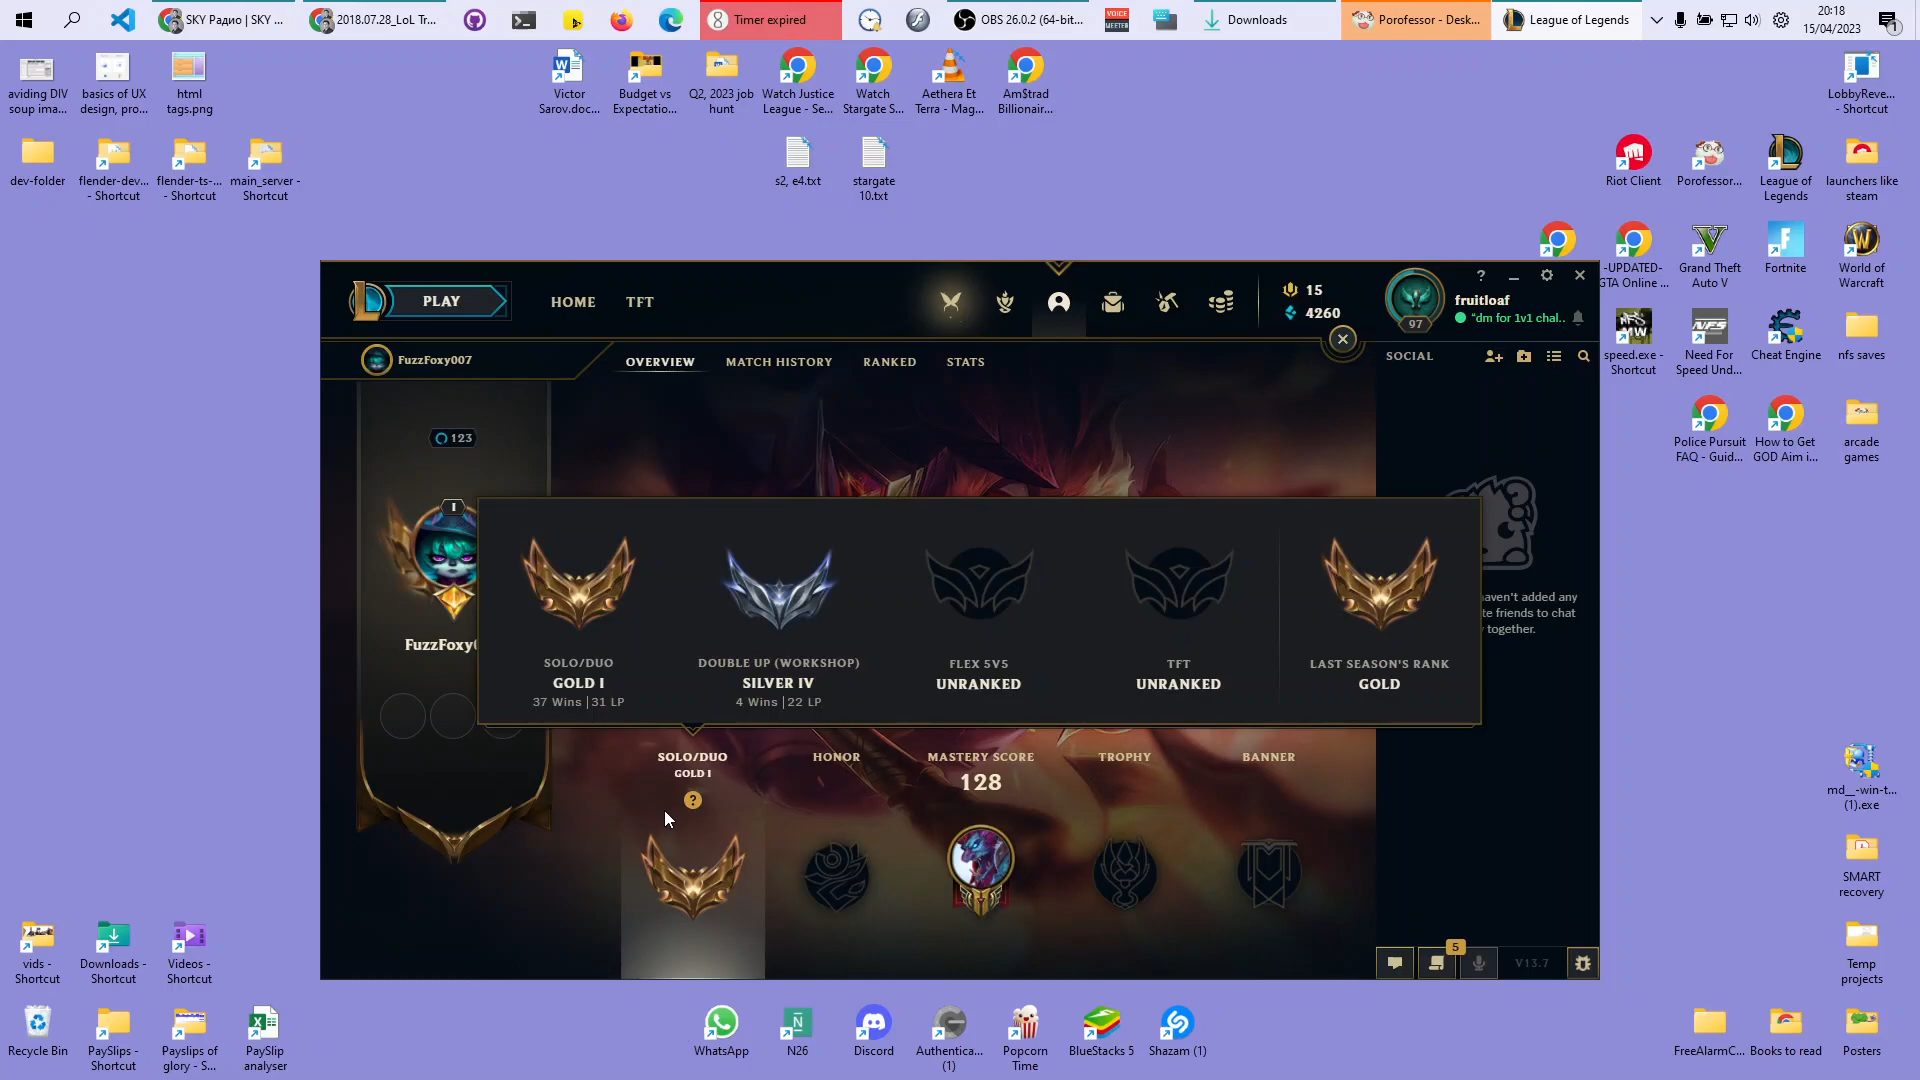 SKY Радио | SKY ...
2018.07.28_LoL Tr...
Timer expired
OBS 26.0.2 (64-bit...
VOICE
MEETER
Downloads
Porofessor - Desk...
League of Legends
20:18
15/04/2023
1
aviding DIV
soup ima...
basics of UX
design, pro...
html
tags.png
Victor
Sarov.doc...
Budget vs
Expectatio...
Q2, 2023 job
hunt
Watch Justice
League - Se...
Watch
Stargate S...
Aethera Et
Terra - Mag...
Am$trad
Billionair...
LobbyReve...
- Shortcut
dev-folder
flender-dev...
- Shortcut
flender-ts-...
- Shortcut
main_server -
Shortcut
s2, e4.txt
stargate
10.txt
Riot Client
Porofessor...
League of
Legends
launchers like
steam
-UPDATED-
GTA Online ...
Grand Theft
Auto V
Fortnite
World of
Warcraft
speed.exe -
Shortcut
Need For
Speed Und...
Cheat Engine
nfs saves
Police Pursuit
FAQ - Guid...
How to Get
GOD Aim i...
arcade
games
PLAY
HOME
TFT
15
4260
97
fruitloaf
"dm for 1v1 chal..
FuzzFoxy007
OVERVIEW
MATCH HISTORY
RANKED
STATS
SOCIAL
123
I
FuzzFoxy0
SOLO/DUO
GOLD I
37 Wins | 31 LP
DOUBLE UP (WORKSHOP)
SILVER IV
4 Wins | 22 LP
FLEX 5V5
UNRANKED
TFT
UNRANKED
LAST SEASON'S RANK
GOLD
haven't added any
te friends to chat
together.
SOLO/DUO
GOLD I
?
HONOR
MASTERY SCORE
128
TROPHY
BANNER
5
V13.7
md__-win-t...
(1).exe
SMART
recovery
Temp
projects
vids -
Shortcut
Downloads -
Shortcut
Videos -
Shortcut
Recycle Bin
PaySlips -
Shortcut
Payslips of
glory - S...
PaySlip
analyser
WhatsApp
N26
Discord
Authentica...
(1)
Popcorn
Time
BlueStacks 5
Shazam (1)
FreeAlarmC...
Books to read
Posters